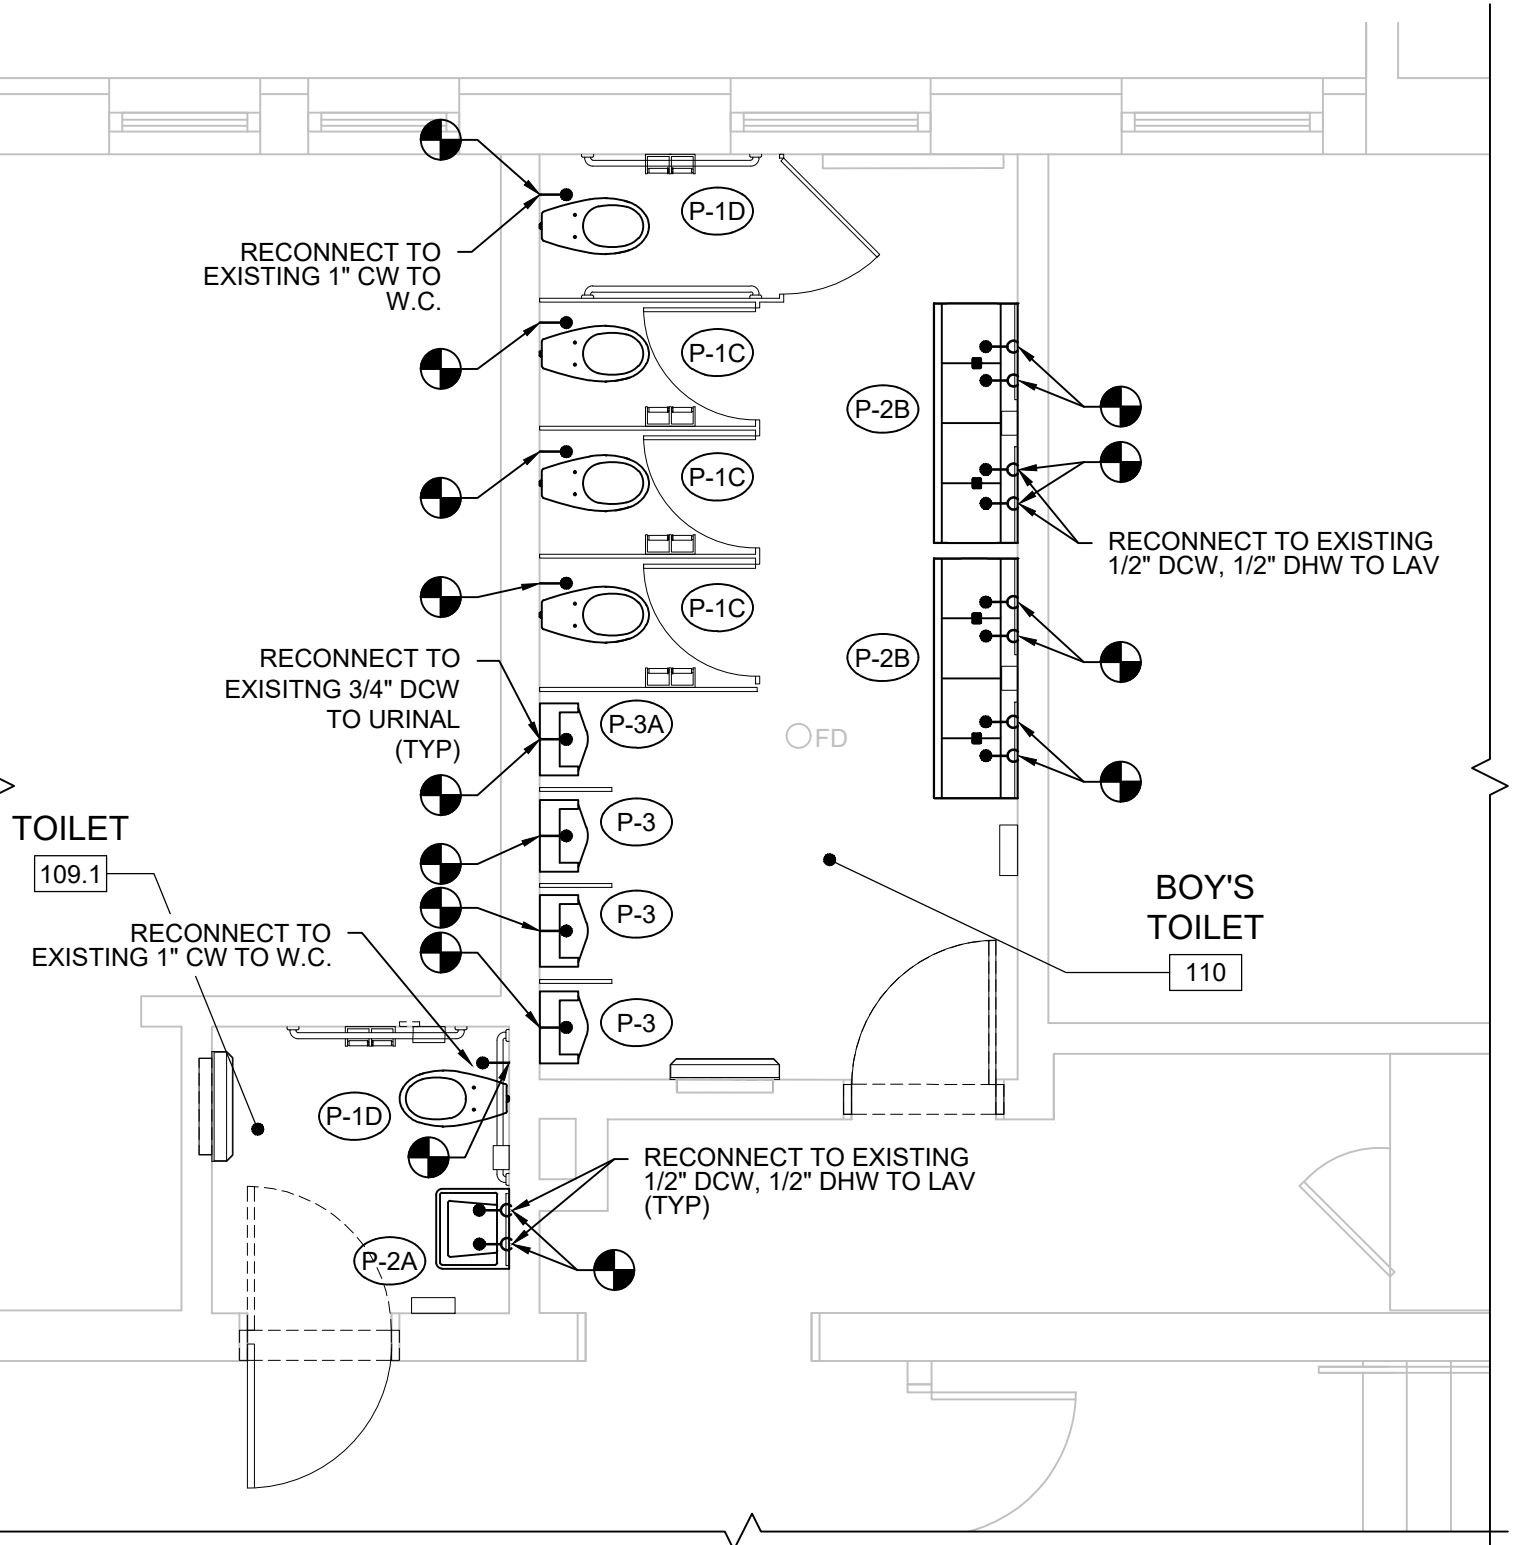 P-1D
RECONNECT TO
EXISTING 1" CW TO
W.C.
P-1C
P-2B
P-1C
RECONNECT TO EXISTING
1/2" DCW, 1/2" DHW TO LAV
P-1C
P-2B
RECONNECT TO
EXISITNG 3/4" DCW
TO URINAL
(TYP)
P-3A
FD
P-3
TOILET
109.1
P-3
BOY'S
TOILET
110
RECONNECT TO
EXISTING 1" CW TO W.C.
P-3
P-1D
RECONNECT TO EXISTING
1/2" DCW, 1/2" DHW TO LAV
(TYP)
P-2A